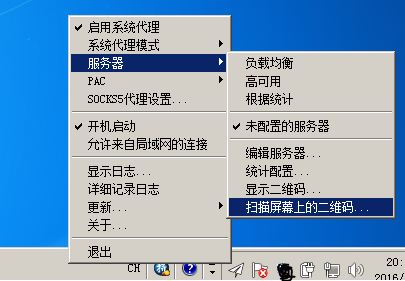 启用系统代理
系统代理模式
服务器
PAC
SOCKS5代理设置...
开机启动
允许来自局域网的连接
显示日志...
详细记录日志
更新...
关于...
退出
负载均衡
高可用
根据统计
未配置的服务器
编辑服务器...
统计配置...
显示二维码...
扫描屏幕上的二维码...
CH
20:
2016/